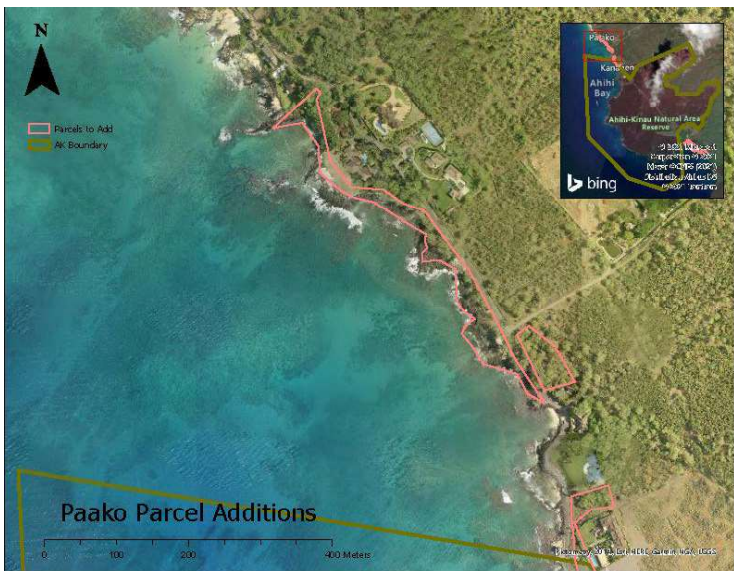 N
Parcels to Add
AK Boundary
Paako
Kanahen
Ahihi
Bay
Ahihi-Kinau Natural Area
Reserve
bing
Paako Parcel Additions
0 100 200 400 Meters